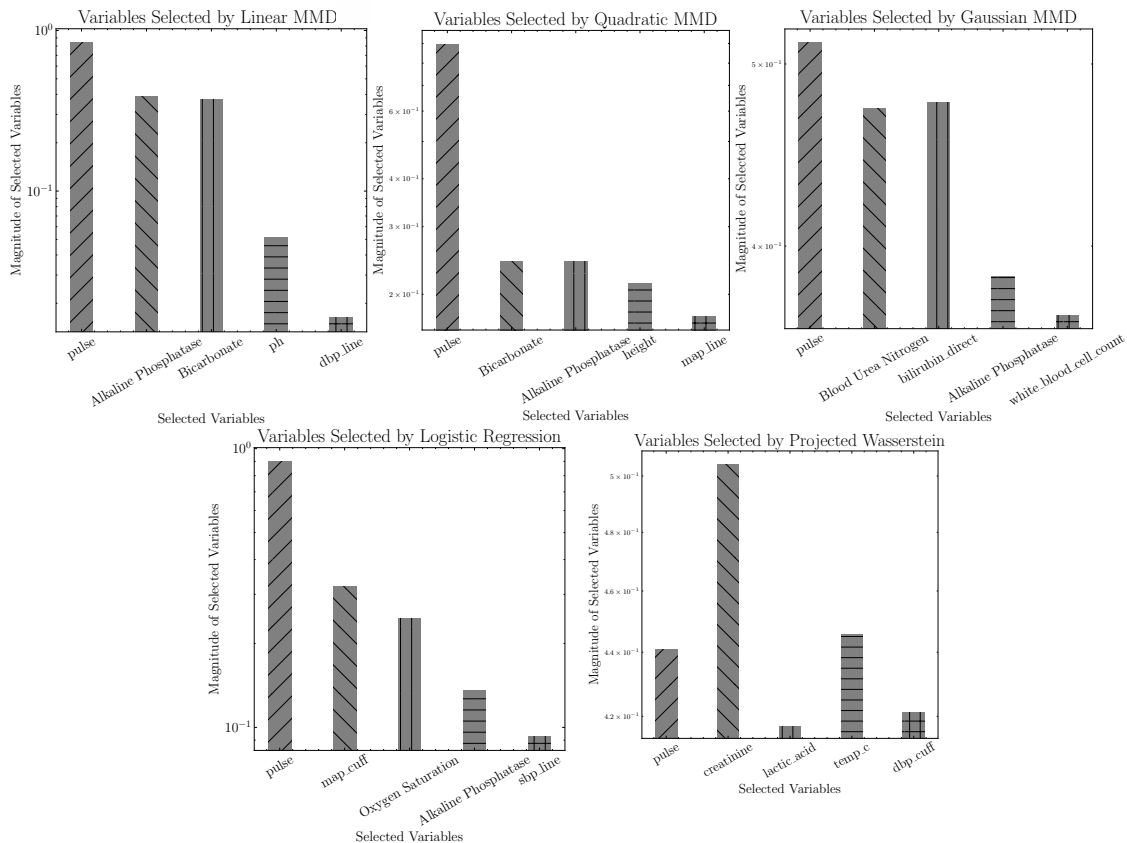 Variables Selected by Linear MMD
10⁰
10⁻¹
Magnitude of Selected Variables
pulse
Alkaline Phosphatase
Bicarbonate
ph
dbp_line
Selected Variables
Variables Selected by Quadratic MMD
6 × 10⁻¹
4 × 10⁻¹
3 × 10⁻¹
2 × 10⁻¹
Magnitude of Selected Variables
pulse
Bicarbonate
Alkaline Phosphatase
height
map_line
Selected Variables
Variables Selected by Gaussian MMD
5 × 10⁻¹
4 × 10⁻¹
Magnitude of Selected Variables
pulse
Blood Urea Nitrogen
bilirubin_direct
Alkaline Phosphatase
white_blood_cell_count
Selected Variables
Variables Selected by Logistic Regression
10⁰
10⁻¹
Magnitude of Selected Variables
pulse
map_cuff
Oxygen Saturation
Alkaline Phosphatase
sbp_line
Selected Variables
Variables Selected by Projected Wasserstein
5 × 10⁻¹
4.8 × 10⁻¹
4.6 × 10⁻¹
4.4 × 10⁻¹
4.2 × 10⁻¹
Magnitude of Selected Variables
pulse
creatinine
lactic_acid
temp_c
dbp_cuff
Selected Variables